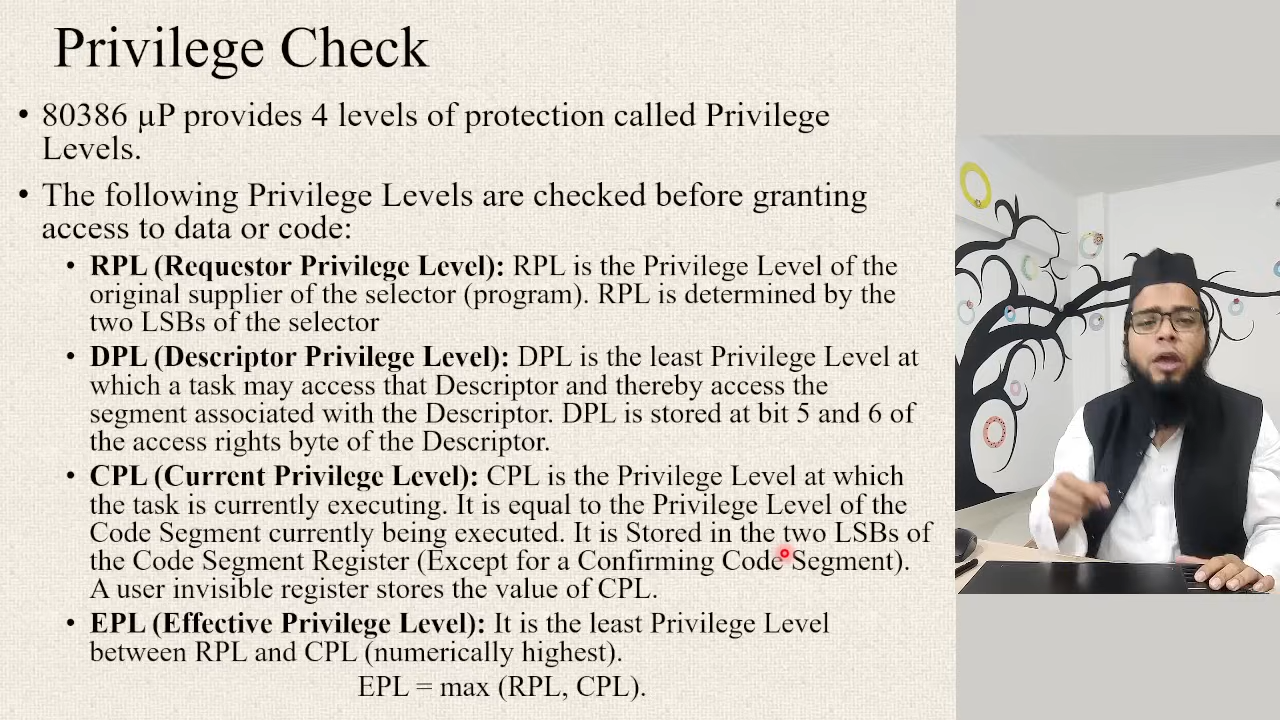 Privilege Check
• 80386 µP provides 4 levels of protection called Privilege
Levels.
• The following Privilege Levels are checked before granting
access to data or code:
• RPL (Requestor Privilege Level): RPL is the Privilege Level of the
original supplier of the selector (program). RPL is determined by the
two LSBs of the selector
• DPL (Descriptor Privilege Level): DPL is the least Privilege Level at
which a task may access that Descriptor and thereby access the
segment associated with the Descriptor. DPL is stored at bit 5 and 6 of
the access rights byte of the Descriptor.
• CPL (Current Privilege Level): CPL is the Privilege Level at which
the task is currently executing. It is equal to the Privilege Level of the
Code Segment currently being executed. It is Stored in the two LSBs of
the Code Segment Register (Except for a Confirming Code Segment).
A user invisible register stores the value of CPL.
• EPL (Effective Privilege Level): It is the least Privilege Level
between RPL and CPL (numerically highest).
EPL = max (RPL, CPL).